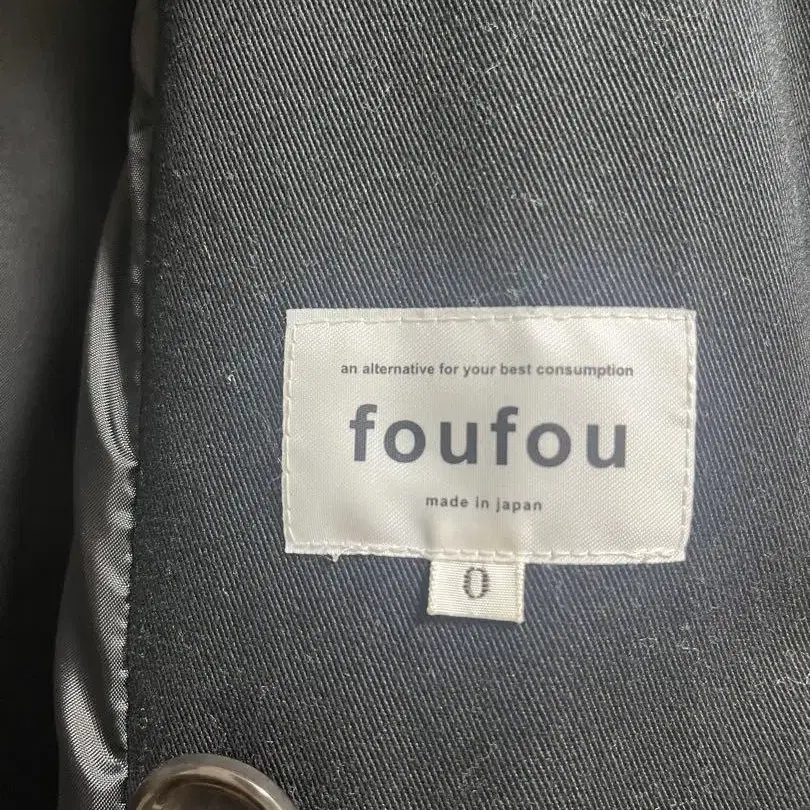 an alternative for your best consumption
foufou
made in japan
0